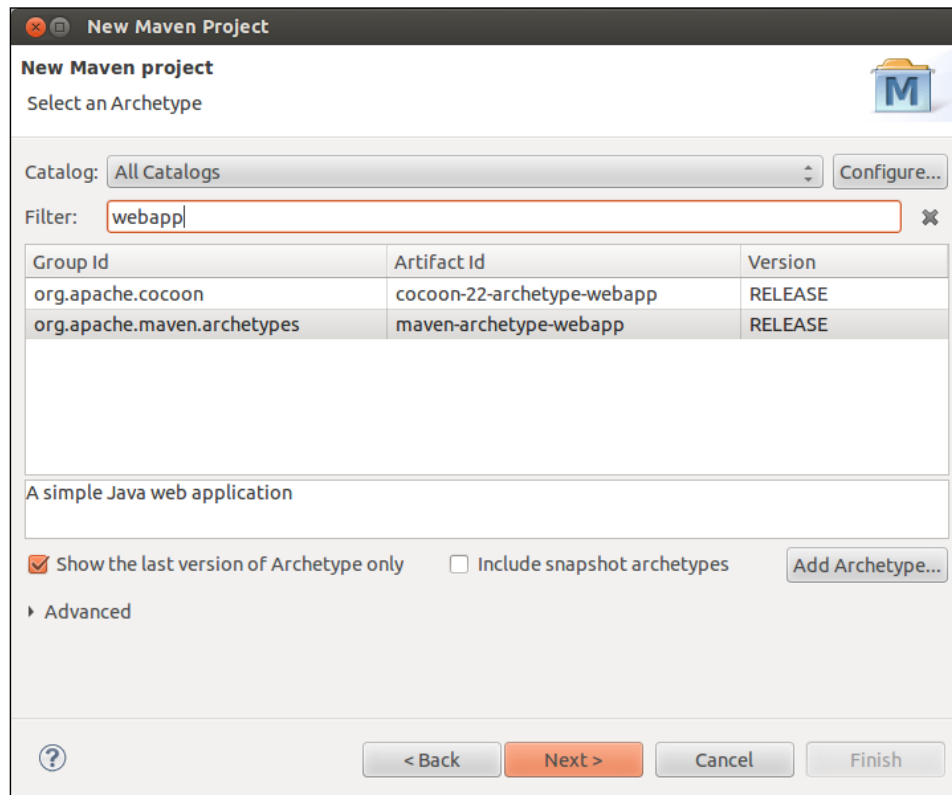 New Maven Project
New Maven project
Select an Archetype
M
Catalog: All Catalogs Configure...
Filter: webapp
Group Id Artifact Id Version
org.apache.cocoon cocoon-22-archetype-webapp RELEASE
org.apache.maven.archetypes maven-archetype-webapp RELEASE
A simple Java web application
Show the last version of Archetype only Include snapshot archetypes Add Archetype...
Advanced
? < Back Next > Cancel Finish